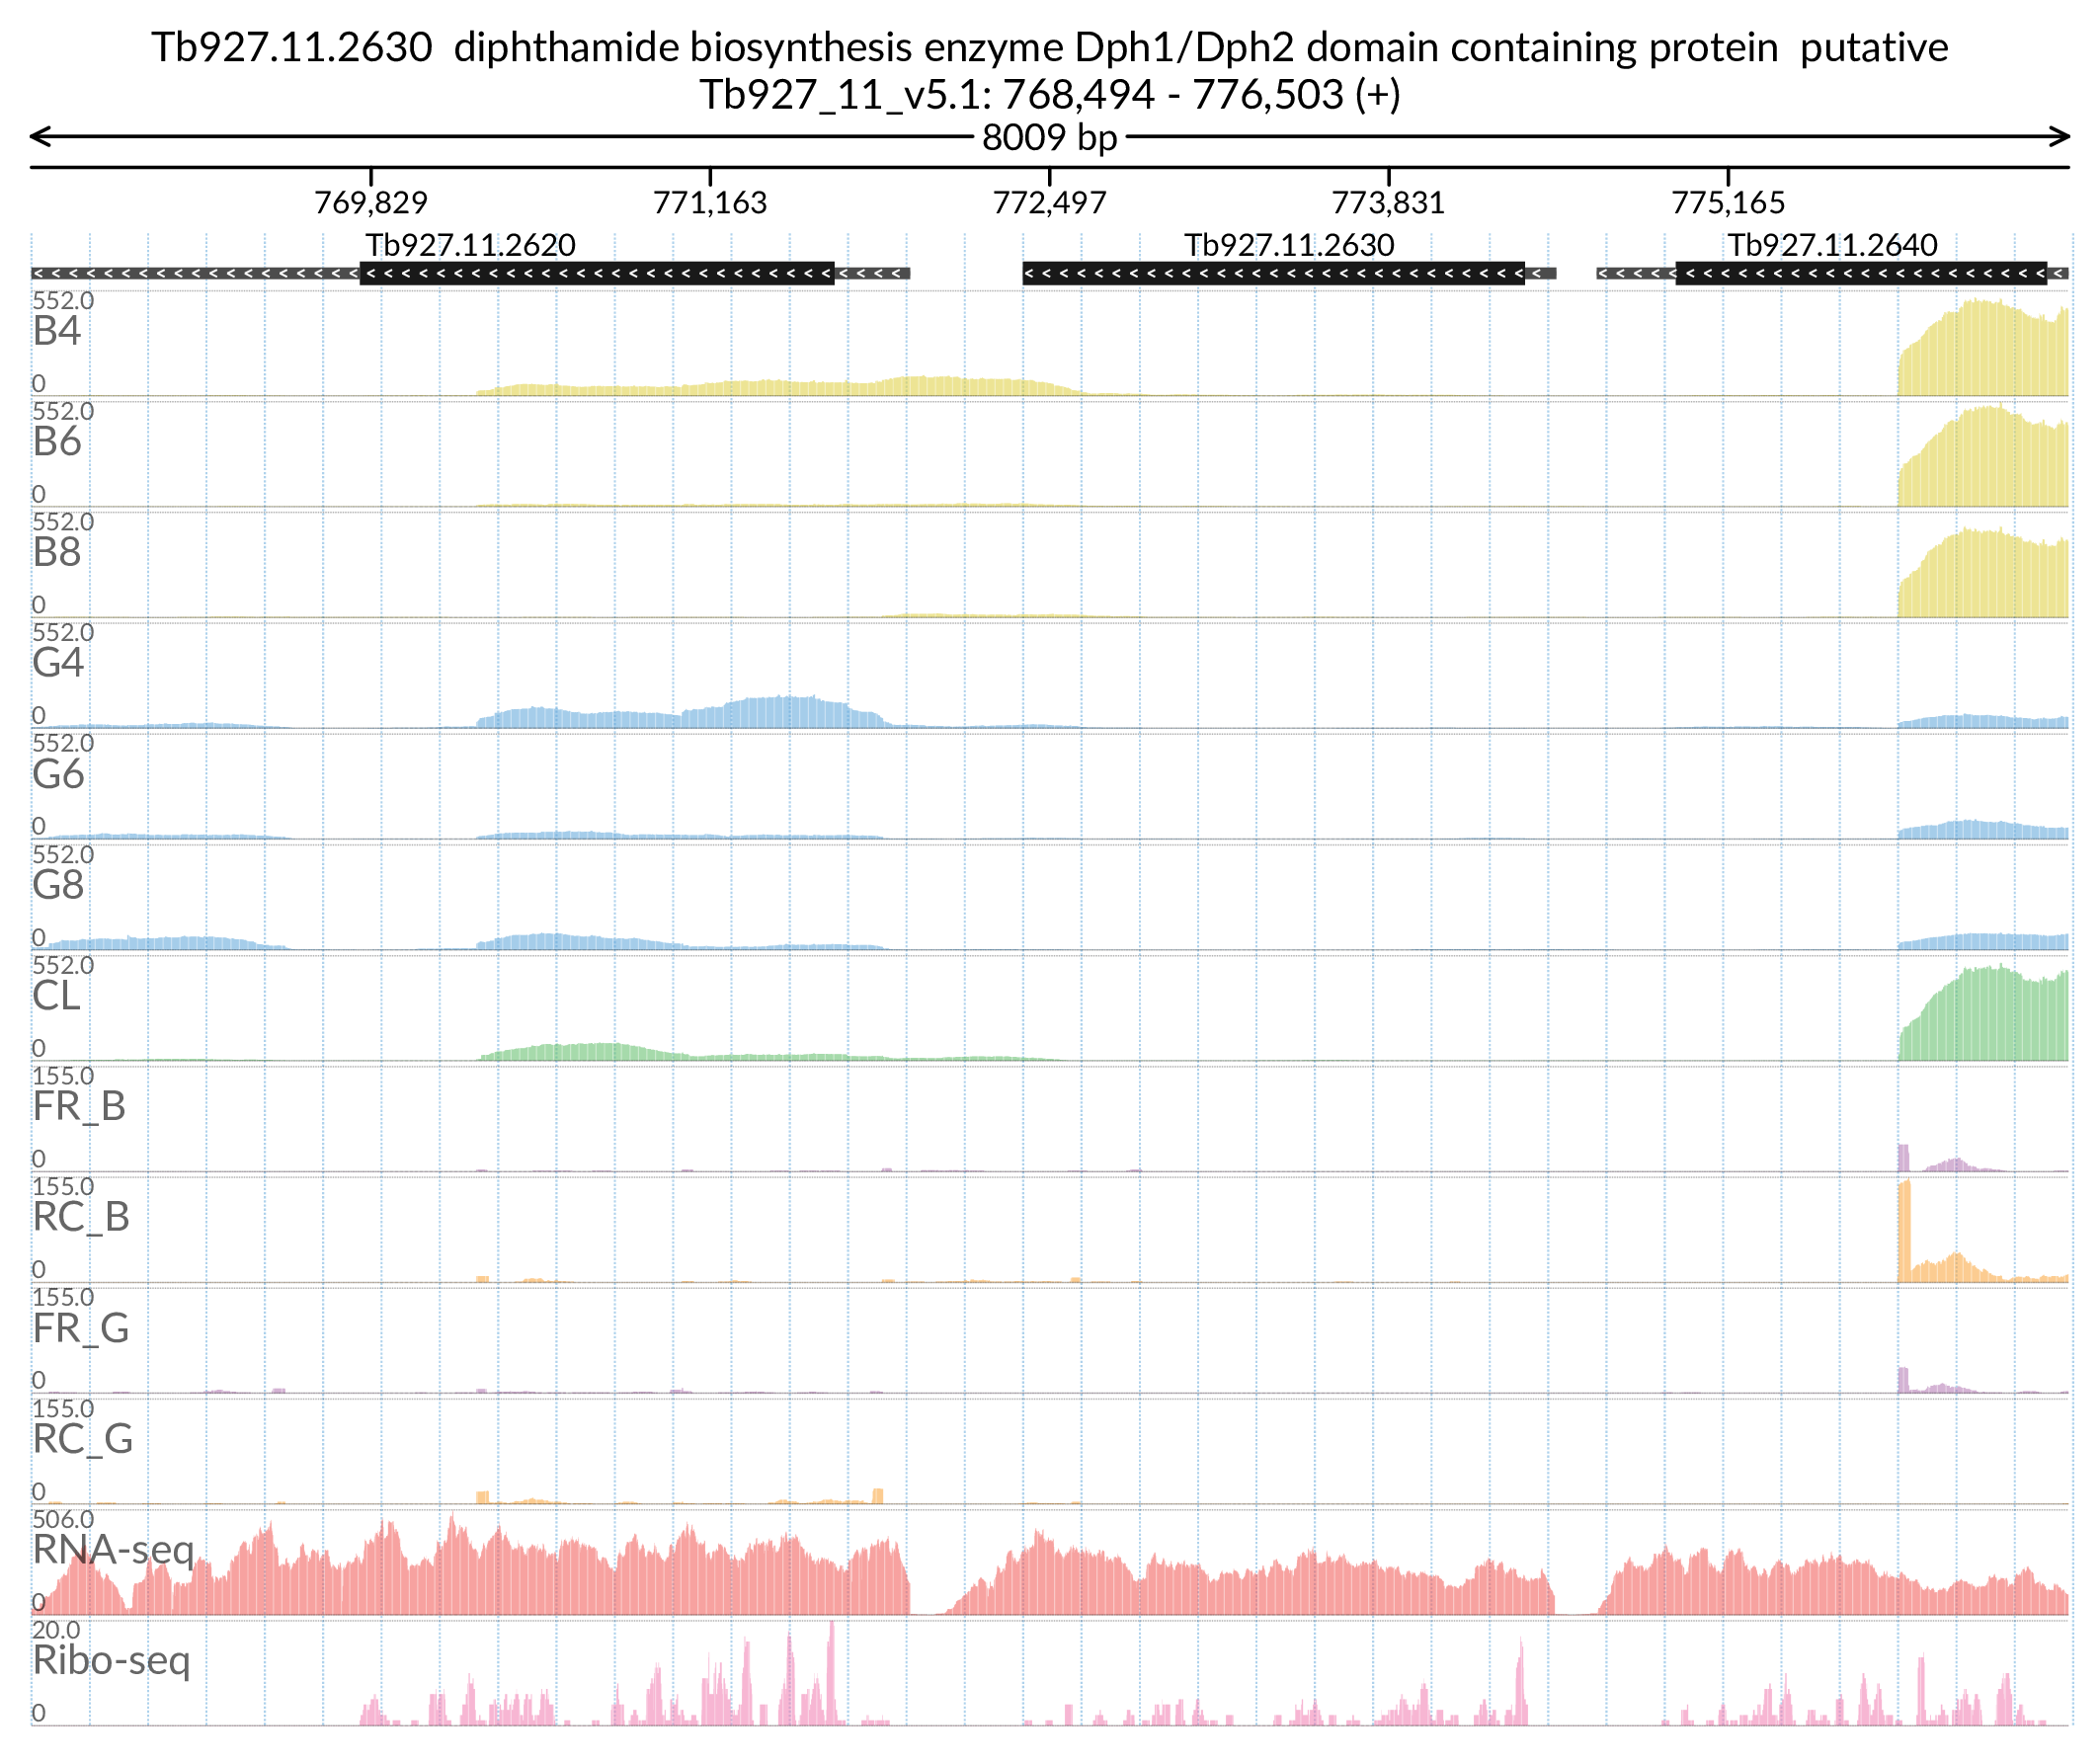 Tb927.11.2630  diphthamide biosynthesis enzyme Dph1/Dph2 domain containing protein  putative
Tb927_11_v5.1: 768,494 - 776,503 (+)
8009 bp
769,829 771,163 772,497 773,831 775,165
Tb927.11.2620 Tb927.11.2630 Tb927.11.2640
552.0
B4
0
552.0
B6
0
552.0
B8
0
552.0
G4
0
552.0
G6
0
552.0
G8
0
552.0
CL
0
155.0
FR_B
0
155.0
RC_B
0
155.0
FR_G
0
155.0
RC_G
0
506.0
RNA-seq
0
20.0
Ribo-seq
0